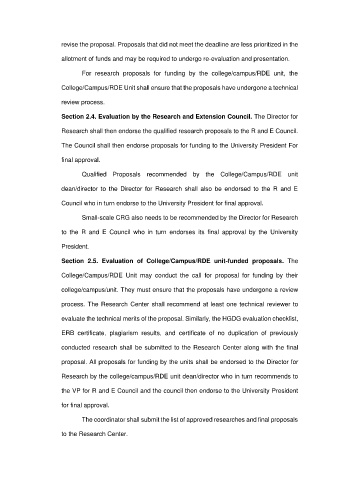 revise the proposal. Proposals that did not meet the deadline are less prioritized in the
allotment of funds and may be required to undergo re-evaluation and presentation.
For research proposals for funding by the college/campus/RDE unit, the
College/Campus/RDE Unit shall ensure that the proposals have undergone a technical
review process.
Section 2.4. Evaluation by the Research and Extension Council. The Director for
Research shall then endorse the qualified research proposals to the R and E Council.
The Council shall then endorse proposals for funding to the University President For
final approval.
Qualified Proposals recommended by the College/Campus/RDE unit
dean/director to the Director for Research shall also be endorsed to the R and E
Council who in turn endorse to the University President for final approval.
Small-scale CRG also needs to be recommended by the Director for Research
to the R and E Council who in turn endorses its final approval by the University
President.
Section 2.5. Evaluation of College/Campus/RDE unit-funded proposals. The
College/Campus/RDE Unit may conduct the call for proposal for funding by their
college/campus/unit. They must ensure that the proposals have undergone a review
process. The Research Center shall recommend at least one technical reviewer to
evaluate the technical merits of the proposal. Similarly, the HGDG evaluation checklist,
ERB certificate, plagiarism results, and certificate of no duplication of previously
conducted research shall be submitted to the Research Center along with the final
proposal. All proposals for funding by the units shall be endorsed to the Director for
Research by the college/campus/RDE unit dean/director who in turn recommends to
the VP for R and E Council and the council then endorse to the University President
for final approval.
The coordinator shall submit the list of approved researches and final proposals
to the Research Center.